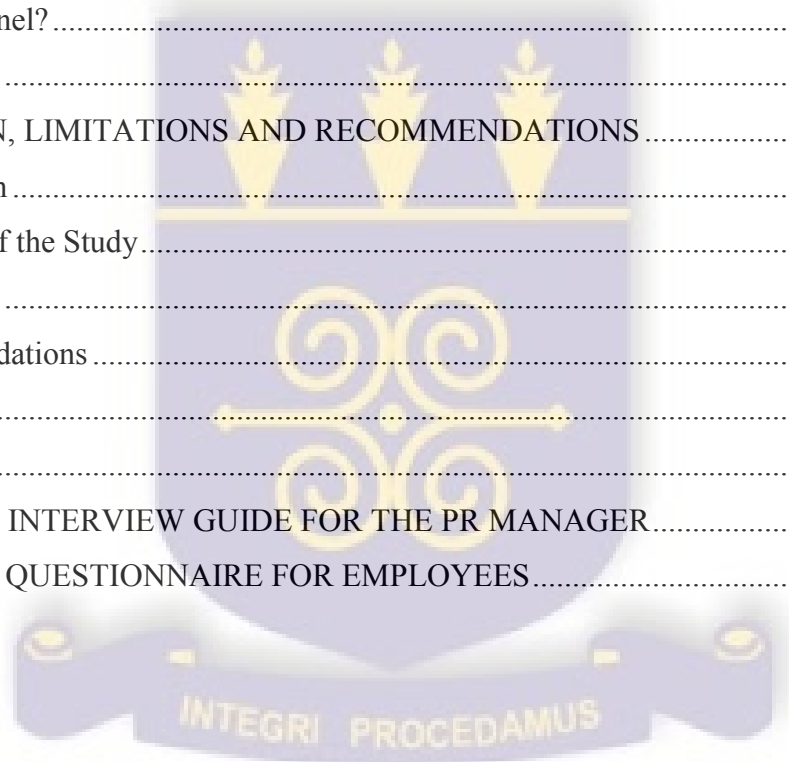 nel?................................................................................
................................................................................
N, LIMITATIONS AND RECOMMENDATIONS....................
n................................................................................
f the Study................................................................................
................................................................................
dations................................................................................
................................................................................
................................................................................
INTERVIEW GUIDE FOR THE PR MANAGER....................
QUESTIONNAIRE FOR EMPLOYEES....................................
INTEGRI PROCEDAMUS